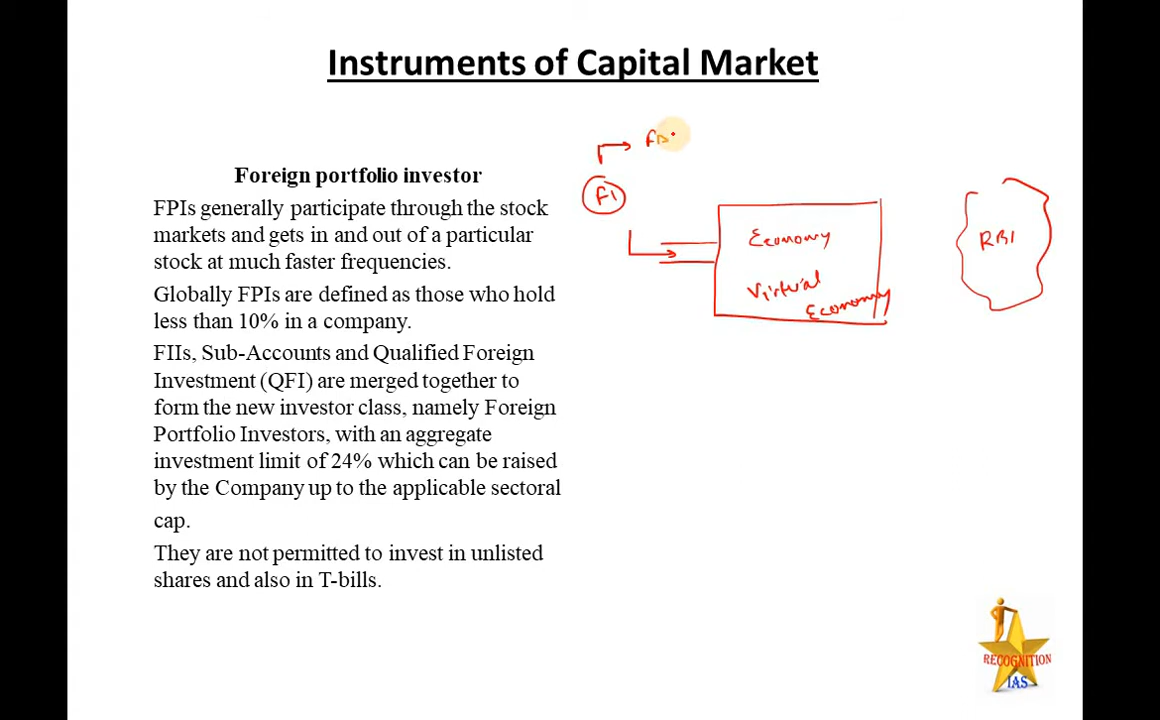 Instruments of Capital Market
Foreign portfolio investor
FPIs generally participate through the stock
markets and gets in and out of a particular
stock at much faster frequencies.
Globally FPIs are defined as those who hold
less than 10% in a company.
FIIs, Sub-Accounts and Qualified Foreign
Investment (QFI) are merged together to
form the new investor class, namely Foreign
Portfolio Investors, with an aggregate
investment limit of 24% which can be raised
by the Company up to the applicable sectoral
cap.
They are not permitted to invest in unlisted
shares and also in T-bills.
FD
FI
Economy
Virtual
Economy
RBI
RECOGNITION
IAS